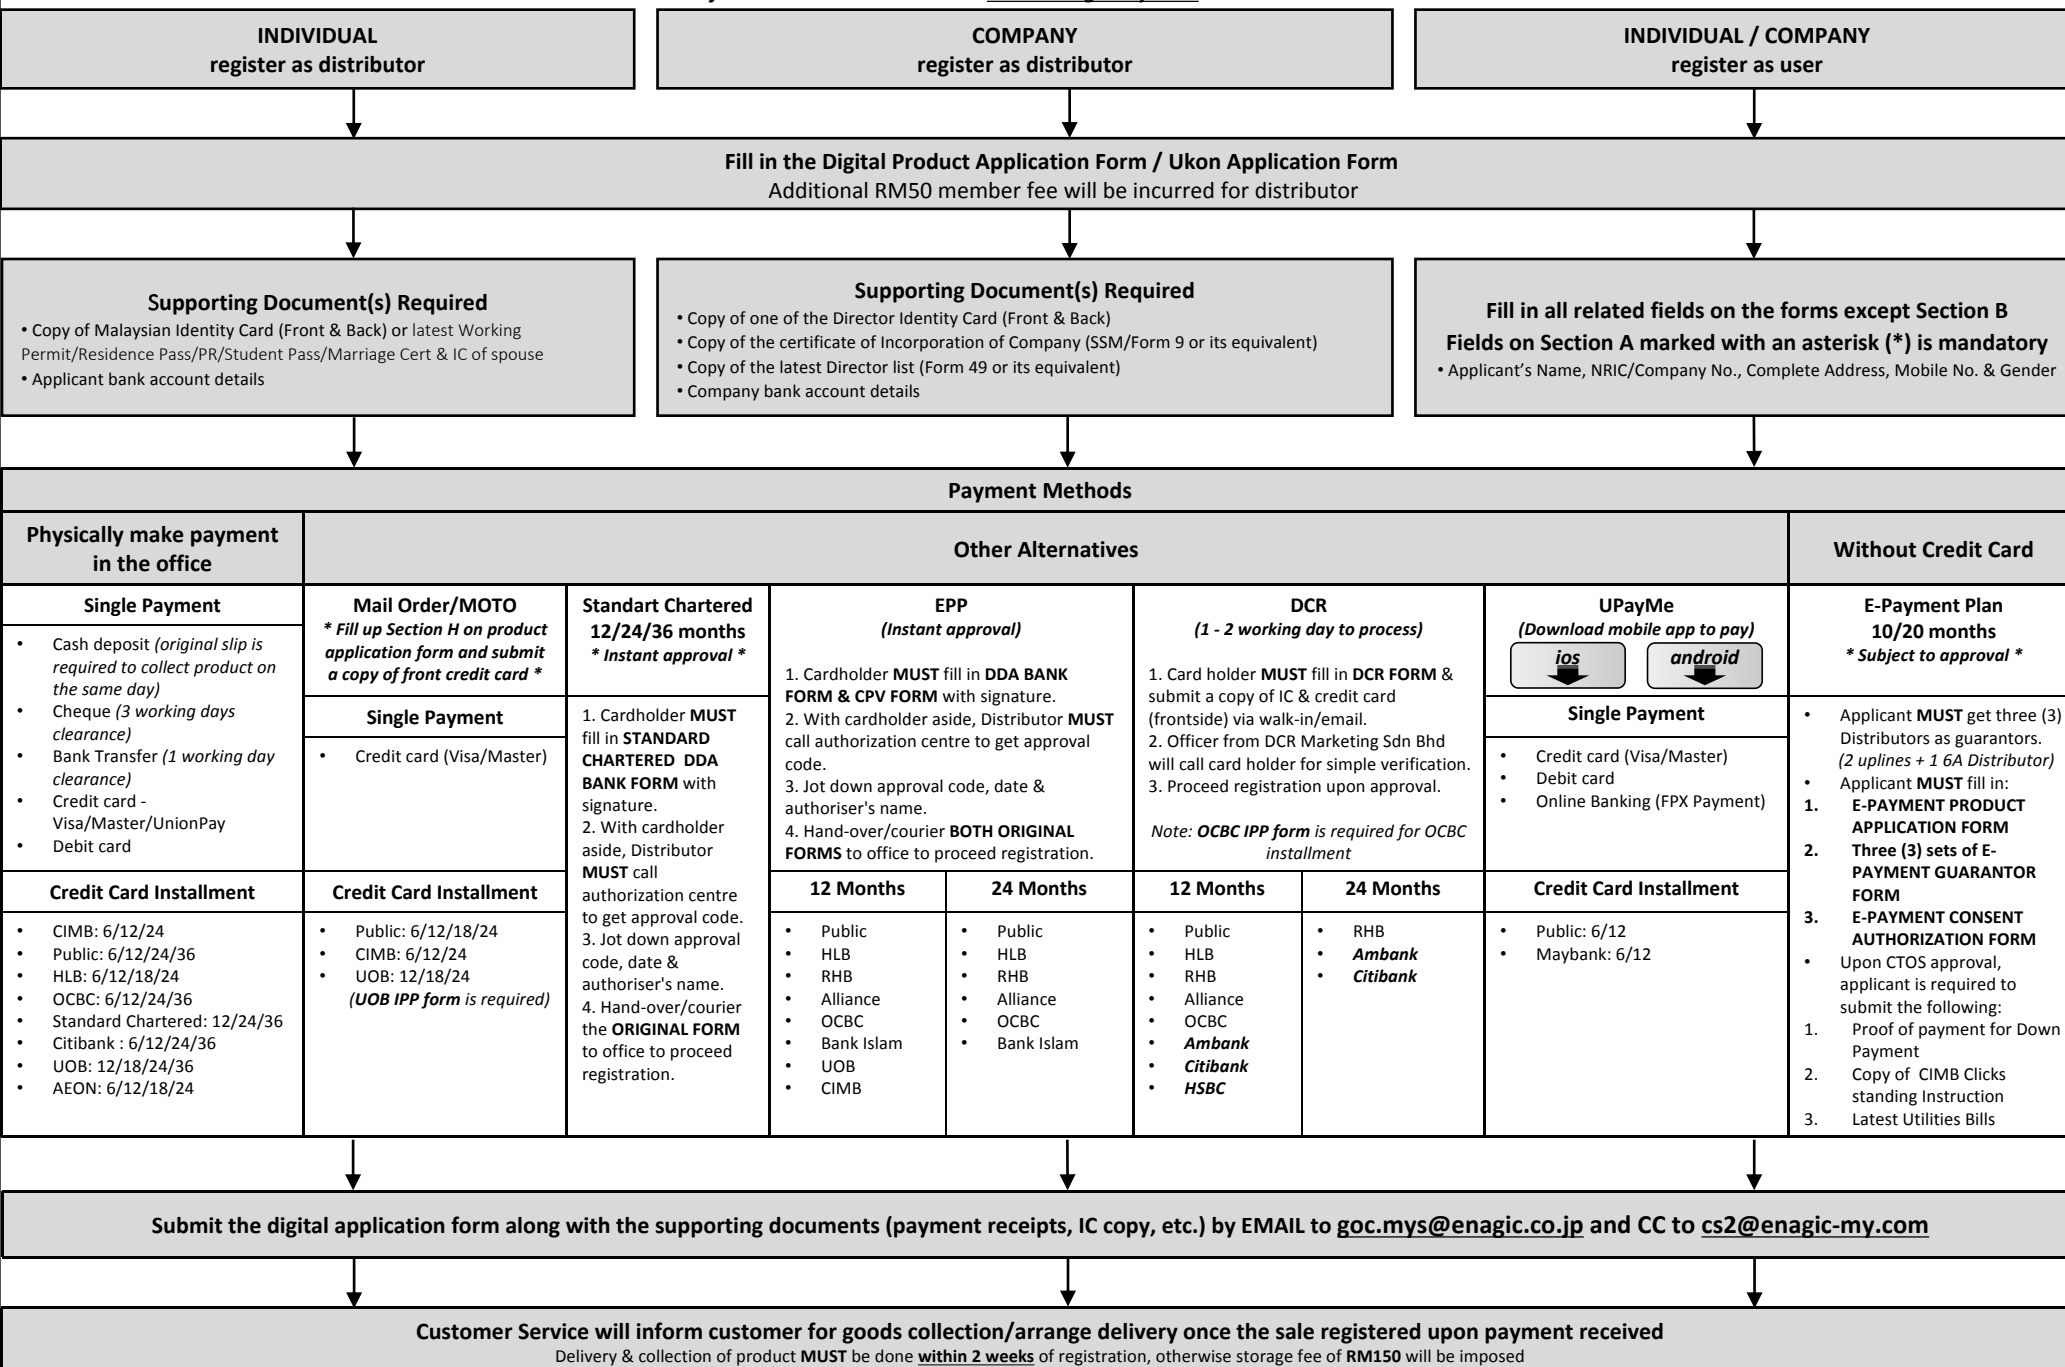 INDIVIDUAL
register as distributor
COMPANY
register as distributor
INDIVIDUAL / COMPANY
register as user
Fill in the Digital Product Application Form / Ukon Application Form
Additional RM50 member fee will be incurred for distributor
Supporting Document(s) Required
• Copy of Malaysian Identity Card (Front & Back) or latest Working
Permit/Residence Pass/PR/Student Pass/Marriage Cert & IC of spouse
• Applicant bank account details
Supporting Document(s) Required
• Copy of one of the Director Identity Card (Front & Back)
• Copy of the certificate of Incorporation of Company (SSM/Form 9 or its equivalent)
• Copy of the latest Director list (Form 49 or its equivalent)
• Company bank account details
Fill in all related fields on the forms except Section B
Fields on Section A marked with an asterisk (*) is mandatory
• Applicant's Name, NRIC/Company No., Complete Address, Mobile No. & Gender
Payment Methods
Physically make payment
in the office
Other Alternatives
Without Credit Card
Single Payment
• Cash deposit (original slip is
required to collect product on
the same day)
• Cheque (3 working days
clearance)
• Bank Transfer (1 working day
clearance)
• Credit card -
Visa/Master/UnionPay
• Debit card
Credit Card Installment
• CIMB: 6/12/24
• Public: 6/12/24/36
• HLB: 6/12/18/24
• OCBC: 6/12/24/36
• Standard Chartered: 12/24/36
• Citibank : 6/12/24/36
• UOB: 12/18/24/36
• AEON: 6/12/18/24
Mail Order/MOTO
* Fill up Section H on product
application form and submit
a copy of front credit card *
Single Payment
• Credit card (Visa/Master)
Credit Card Installment
• Public: 6/12/18/24
• CIMB: 6/12/24
• UOB: 12/18/24
(UOB IPP form is required)
Standart Chartered
12/24/36 months
* Instant approval *
1. Cardholder MUST
fill in STANDARD
CHARTERED DDA
BANK FORM with
signature.
2. With cardholder
aside, Distributor
MUST call
authorization centre
to get approval code.
3. Jot down approval
code, date &
authoriser's name.
4. Hand-over/courier
the ORIGINAL FORM
to office to proceed
registration.
EPP
(Instant approval)
1. Cardholder MUST fill in DDA BANK
FORM & CPV FORM with signature.
2. With cardholder aside, Distributor MUST
call authorization centre to get approval
code.
3. Jot down approval code, date &
authoriser's name.
4. Hand-over/courier BOTH ORIGINAL
FORMS to office to proceed registration.
12 Months
• Public
• HLB
• RHB
• Alliance
• OCBC
• Bank Islam
• UOB
• CIMB
24 Months
• Public
• HLB
• RHB
• Alliance
• OCBC
• Bank Islam
DCR
(1 - 2 working day to process)
1. Card holder MUST fill in DCR FORM &
submit a copy of IC & credit card
(frontside) via walk-in/email.
2. Officer from DCR Marketing Sdn Bhd
will call card holder for simple verification.
3. Proceed registration upon approval.
Note: OCBC IPP form is required for OCBC
installment
12 Months
• Public
• HLB
• RHB
• Alliance
• OCBC
• Ambank
• Citibank
• HSBC
24 Months
• RHB
• Ambank
• Citibank
UPayMe
(Download mobile app to pay)
ios
android
Single Payment
• Credit card (Visa/Master)
• Debit card
• Online Banking (FPX Payment)
Credit Card Installment
• Public: 6/12
• Maybank: 6/12
E-Payment Plan
10/20 months
* Subject to approval *
• Applicant MUST get three (3)
Distributors as guarantors.
(2 uplines + 1 6A Distributor)
• Applicant MUST fill in:
1. E-PAYMENT PRODUCT
APPLICATION FORM
2. Three (3) sets of E-
PAYMENT GUARANTOR
FORM
3. E-PAYMENT CONSENT
AUTHORIZATION FORM
• Upon CTOS approval,
applicant is required to
submit the following:
1. Proof of payment for Down
Payment
2. Copy of CIMB Clicks
standing Instruction
3. Latest Utilities Bills
Submit the digital application form along with the supporting documents (payment receipts, IC copy, etc.) by EMAIL to goc.mys@enagic.co.jp and CC to cs2@enagic-my.com
Customer Service will inform customer for goods collection/arrange delivery once the sale registered upon payment received
Delivery & collection of product MUST be done within 2 weeks of registration, otherwise storage fee of RM150 will be imposed